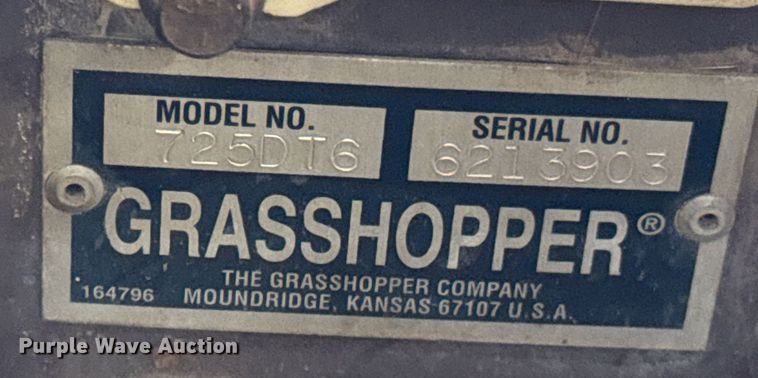 MODEL NO.
725DT6
SERIAL NO.
6213903
GRASSHOPPER®
THE GRASSHOPPER COMPANY
164796 MOUNDRIDGE, KANSAS 67107 U.S.A.
Purple Wave Auction